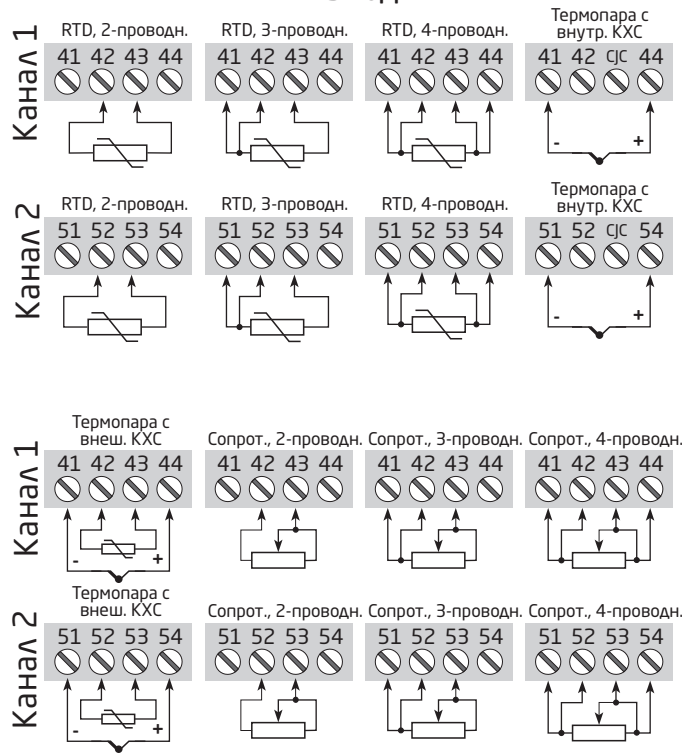 Термопара с
RTD, 2-проводн. RTD, 3-проводн. RTD, 4-проводн. внутр. КХС
Канал 1
41 42 43 44 41 42 43 44 41 42 43 44 41 42 CJC 44
- +
Термопара с
RTD, 2-проводн. RTD, 3-проводн. RTD, 4-проводн. внутр. КХС
Канал 2
51 52 53 54 51 52 53 54 51 52 53 54 51 52 CJC 54
- +
Термопара с
внеш. КХС Сопрот., 2-проводн. Сопрот., 3-проводн. Сопрот., 4-проводн.
Канал 1
41 42 43 44 41 42 43 44 41 42 43 44 41 42 43 44
- +
Термопара с
внеш. КХС Сопрот., 2-проводн. Сопрот., 3-проводн. Сопрот., 4-проводн.
Канал 2
51 52 53 54 51 52 53 54 51 52 53 54 51 52 53 54
- +